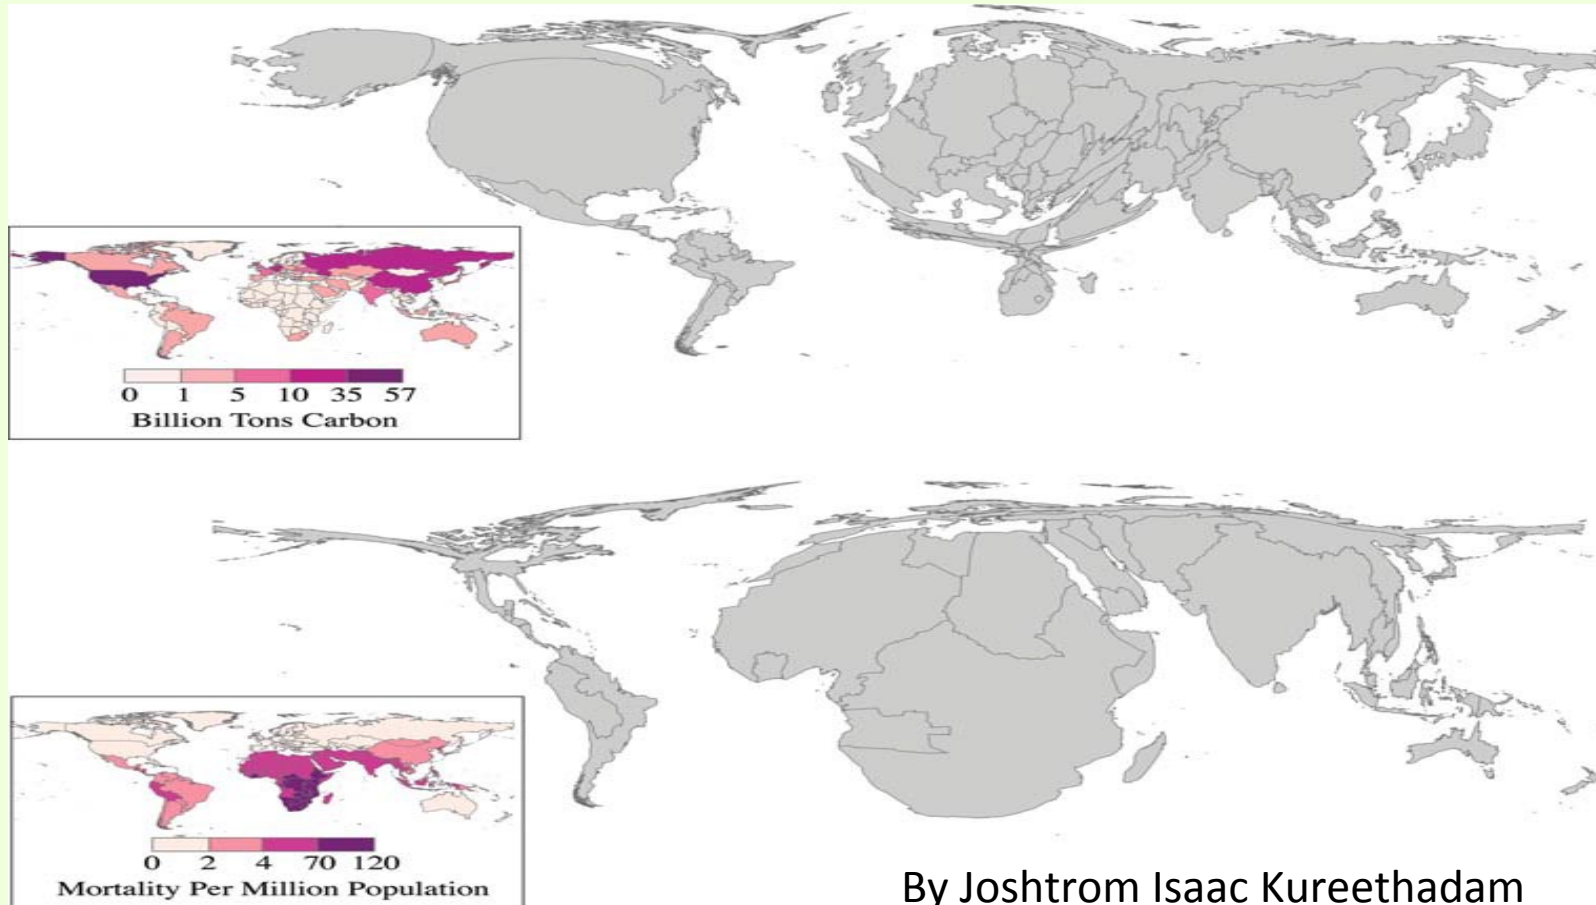 0 1 5 10 35 57
Billion Tons Carbon
0 2 4 70 120
Mortality Per Million Population
By Joshtrom Isaac Kureethadam